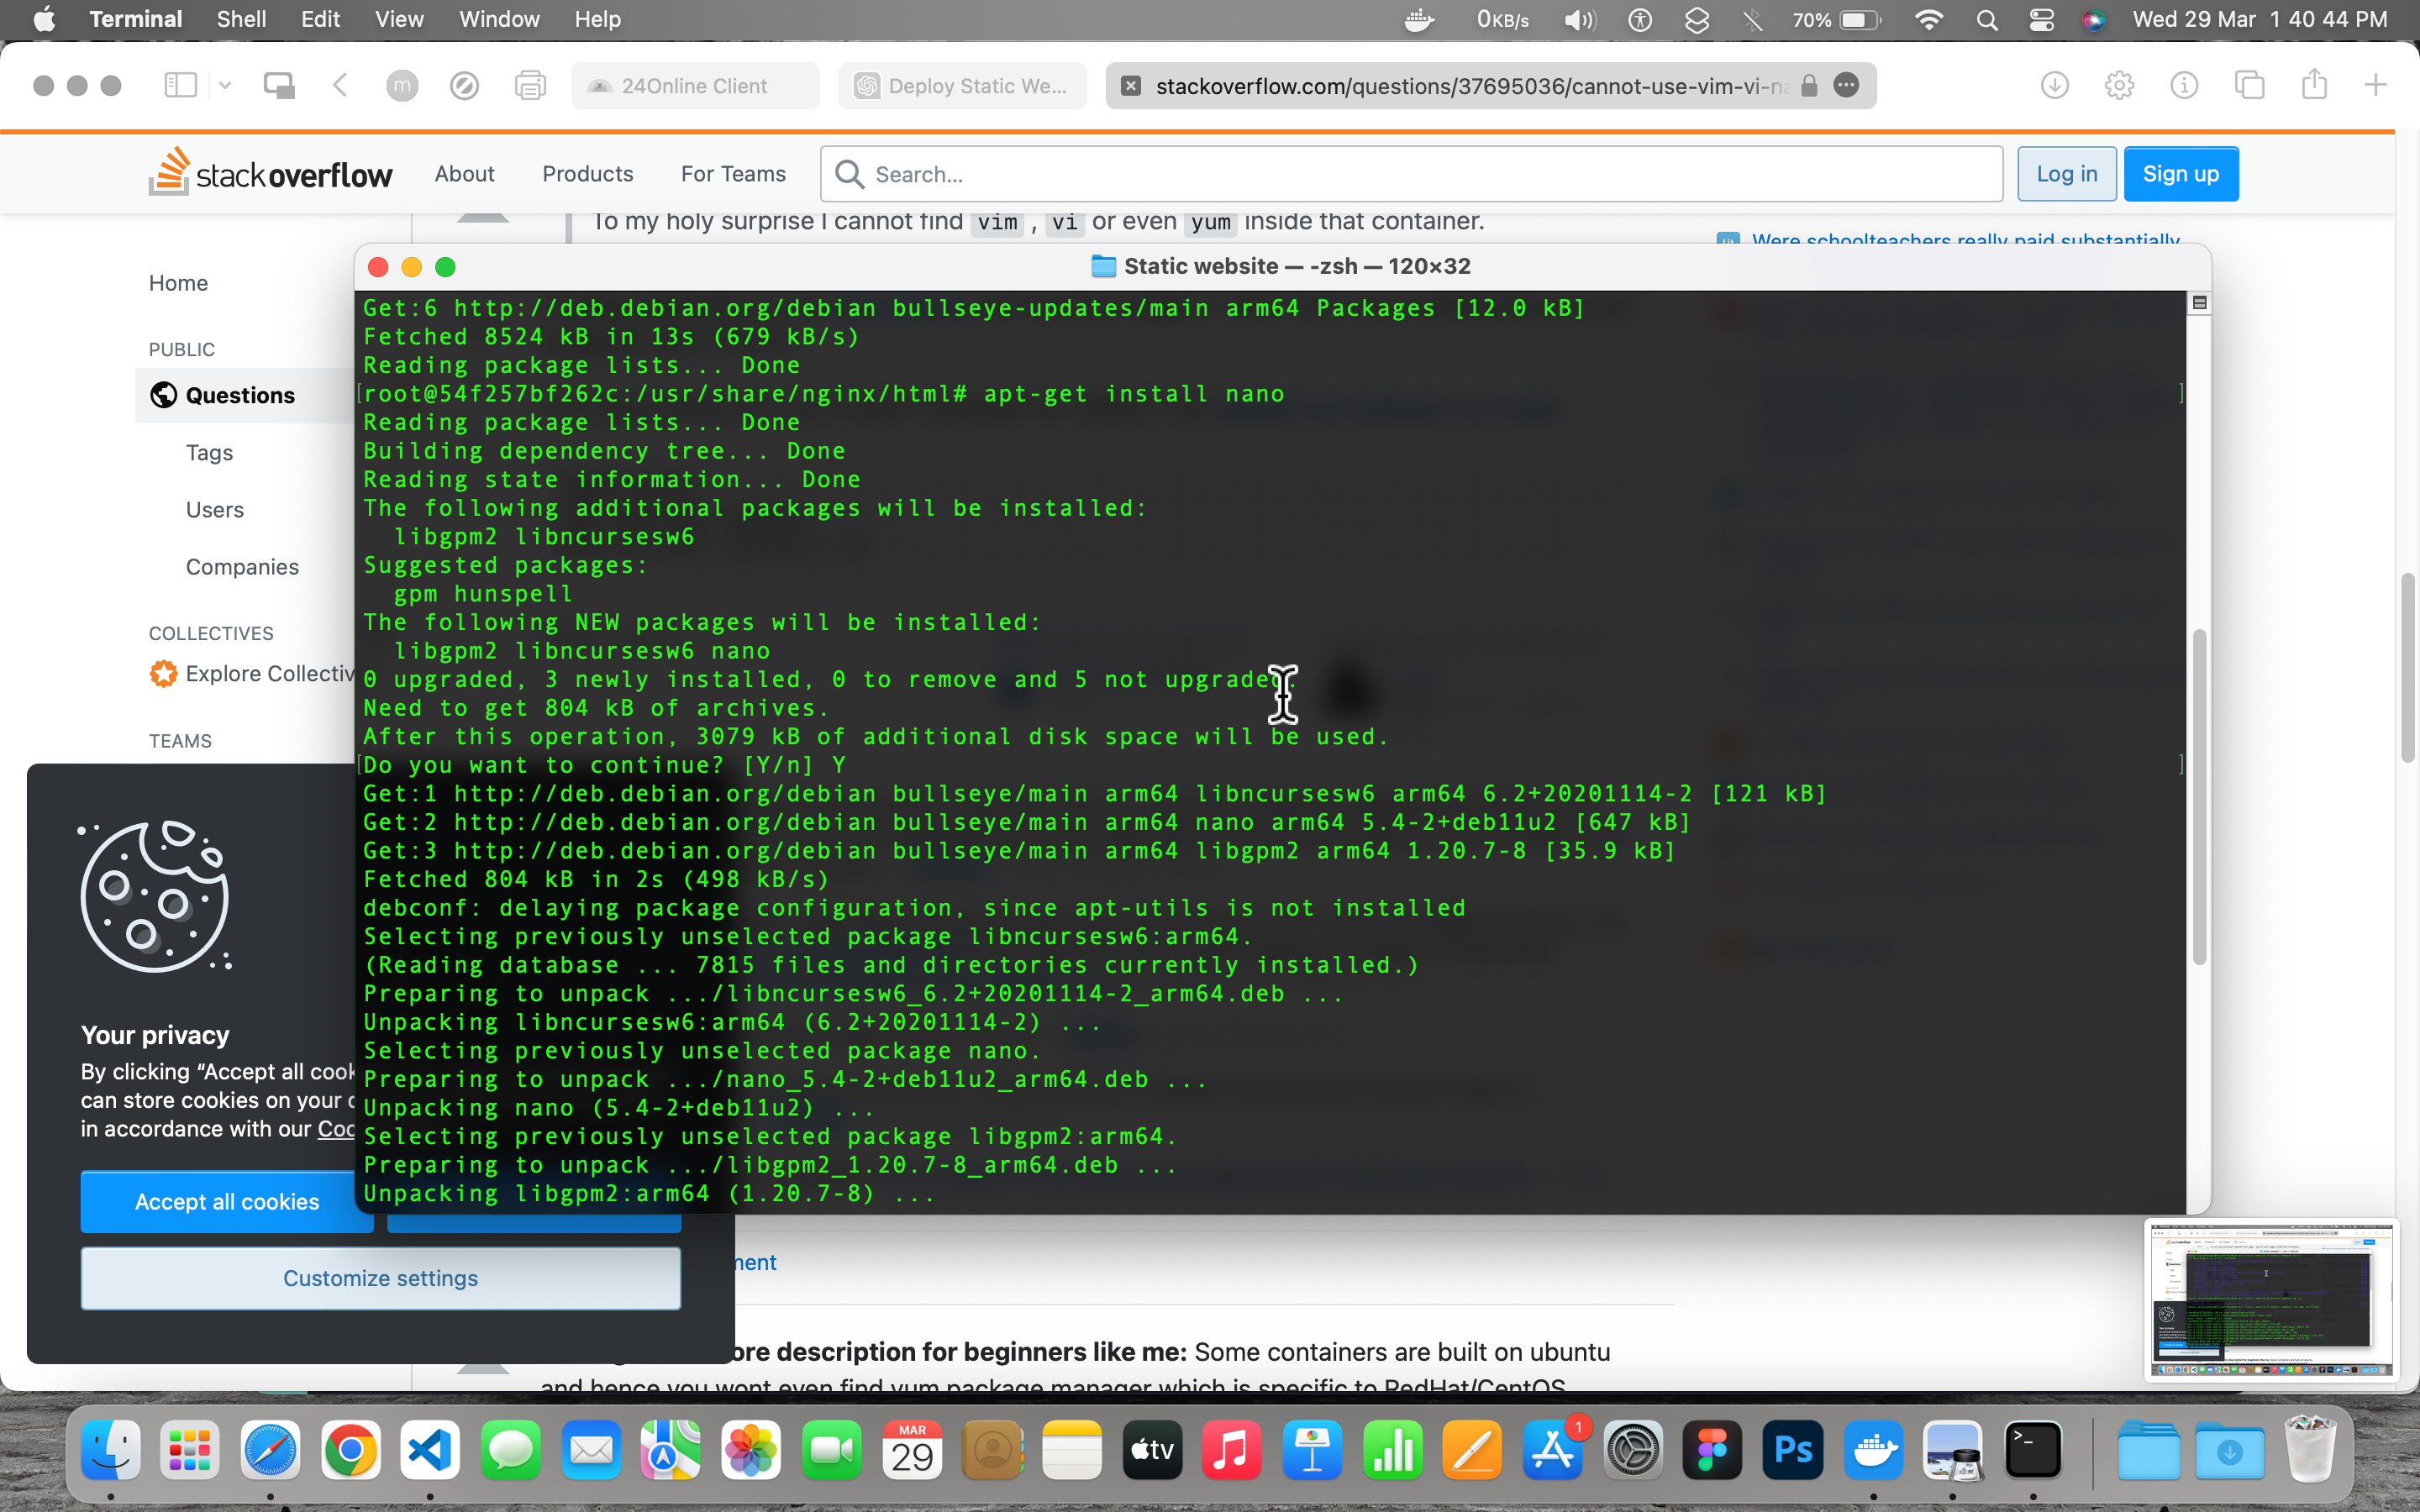 Terminal Shell Edit View Window Help 0KB/s 70% Wed 29 Mar 1 40 44 PM
m 24Online Client Deploy Static We... stackoverflow.com/questions/37695036/cannot-use-vim-vi-na
stackoverflow About Products For Teams Search... Log in Sign up
To my holy surprise I cannot find vim , vi or even yum inside that container.
Were schoolteachers really paid substantially
Home
PUBLIC
Questions
Tags
Users
Companies
COLLECTIVES
Explore Collectiv
TEAMS
Static website — -zsh — 120×32
Get:6 http://deb.debian.org/debian bullseye-updates/main arm64 Packages [12.0 kB]
Fetched 8524 kB in 13s (679 kB/s)
Reading package lists... Done
[root@54f257bf262c:/usr/share/nginx/html# apt-get install nano ]
Reading package lists... Done
Building dependency tree... Done
Reading state information... Done
The following additional packages will be installed:
libgpm2 libncursesw6
Suggested packages:
gpm hunspell
The following NEW packages will be installed:
libgpm2 libncursesw6 nano
0 upgraded, 3 newly installed, 0 to remove and 5 not upgraded.
Need to get 804 kB of archives.
After this operation, 3079 kB of additional disk space will be used.
[Do you want to continue? [Y/n] Y ]
Get:1 http://deb.debian.org/debian bullseye/main arm64 libncursesw6 arm64 6.2+20201114-2 [121 kB]
Get:2 http://deb.debian.org/debian bullseye/main arm64 nano arm64 5.4-2+deb11u2 [647 kB]
Get:3 http://deb.debian.org/debian bullseye/main arm64 libgpm2 arm64 1.20.7-8 [35.9 kB]
Fetched 804 kB in 2s (498 kB/s)
debconf: delaying package configuration, since apt-utils is not installed
Selecting previously unselected package libncursesw6:arm64.
(Reading database ... 7815 files and directories currently installed.)
Preparing to unpack .../libncursesw6_6.2+20201114-2_arm64.deb ...
Unpacking libncursesw6:arm64 (6.2+20201114-2) ...
Selecting previously unselected package nano.
Preparing to unpack .../nano_5.4-2+deb11u2_arm64.deb ...
Unpacking nano (5.4-2+deb11u2) ...
Selecting previously unselected package libgpm2:arm64.
Preparing to unpack .../libgpm2_1.20.7-8_arm64.deb ...
Unpacking libgpm2:arm64 (1.20.7-8) ...
Your privacy
By clicking “Accept all cook
can store cookies on your d
in accordance with our Coo
Accept all cookies
Customize settings
ment
ore description for beginners like me: Some containers are built on ubuntu
and hence you wont even find yum package manager which is specific to RedHat/CentOS
MAR
29
tv
1
Ps
>_